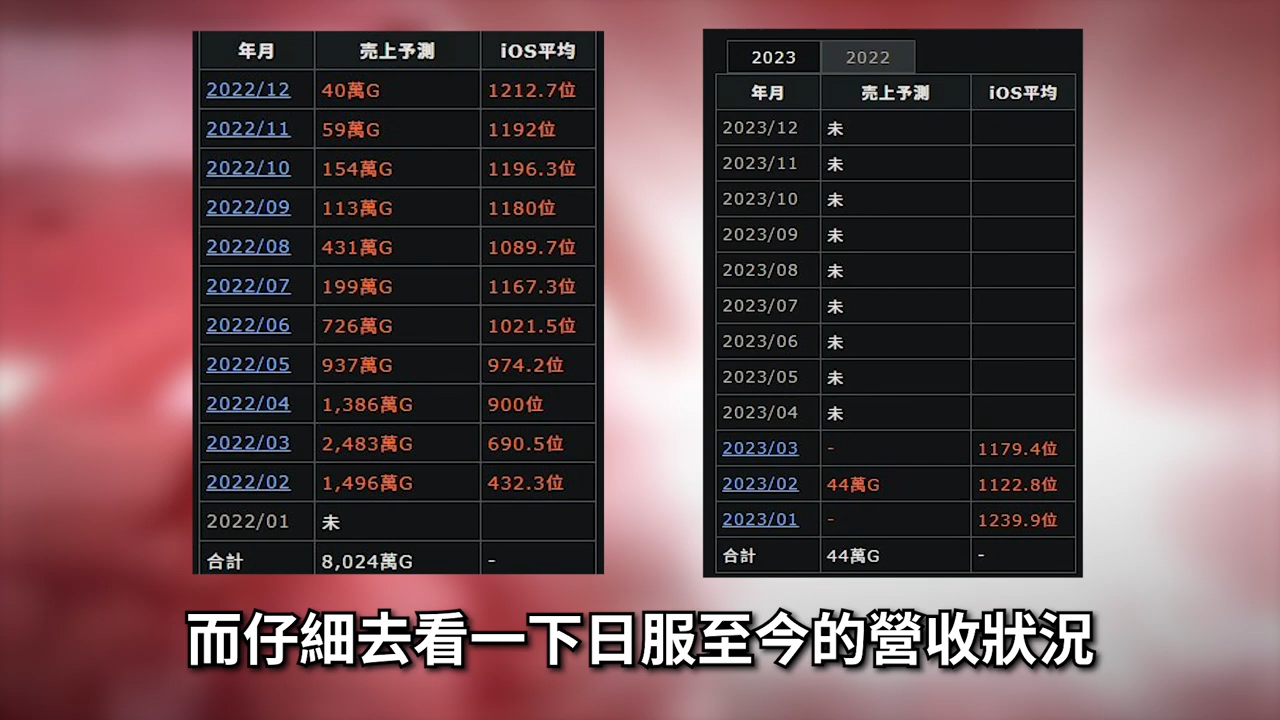 年月 売上予測 iOS平均
2022/12 40萬G 1212.7位
2022/11 59萬G 1192位
2022/10 154萬G 1196.3位
2022/09 113萬G 1180位
2022/08 431萬G 1089.7位
2022/07 199萬G 1167.3位
2022/06 726萬G 1021.5位
2022/05 937萬G 974.2位
2022/04 1,386萬G 900位
2022/03 2,483萬G 690.5位
2022/02 1,496萬G 432.3位
2022/01 未
合計 8,024萬G -
2023 2022
年月 売上予測 iOS平均
2023/12 未
2023/11 未
2023/10 未
2023/09 未
2023/08 未
2023/07 未
2023/06 未
2023/05 未
2023/04 未
2023/03 - 1179.4位
2023/02 44萬G 1122.8位
2023/01 - 1239.9位
合計 44萬G -
而仔細去看一下日服至今的營收狀況